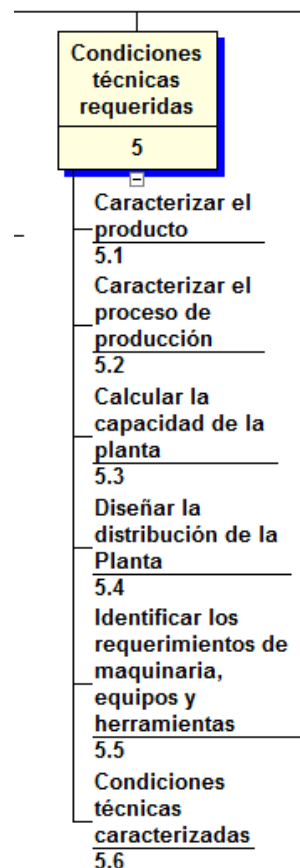 Condiciones
técnicas
requeridas
5
Caracterizar el
producto
5.1
Caracterizar el
proceso de
producción
5.2
Calcular la
capacidad de la
planta
5.3
Diseñar la
distribución de la
Planta
5.4
Identificar los
requerimientos de
maquinaria,
equipos y
herramientas
5.5
Condiciones
técnicas
caracterizadas
5.6